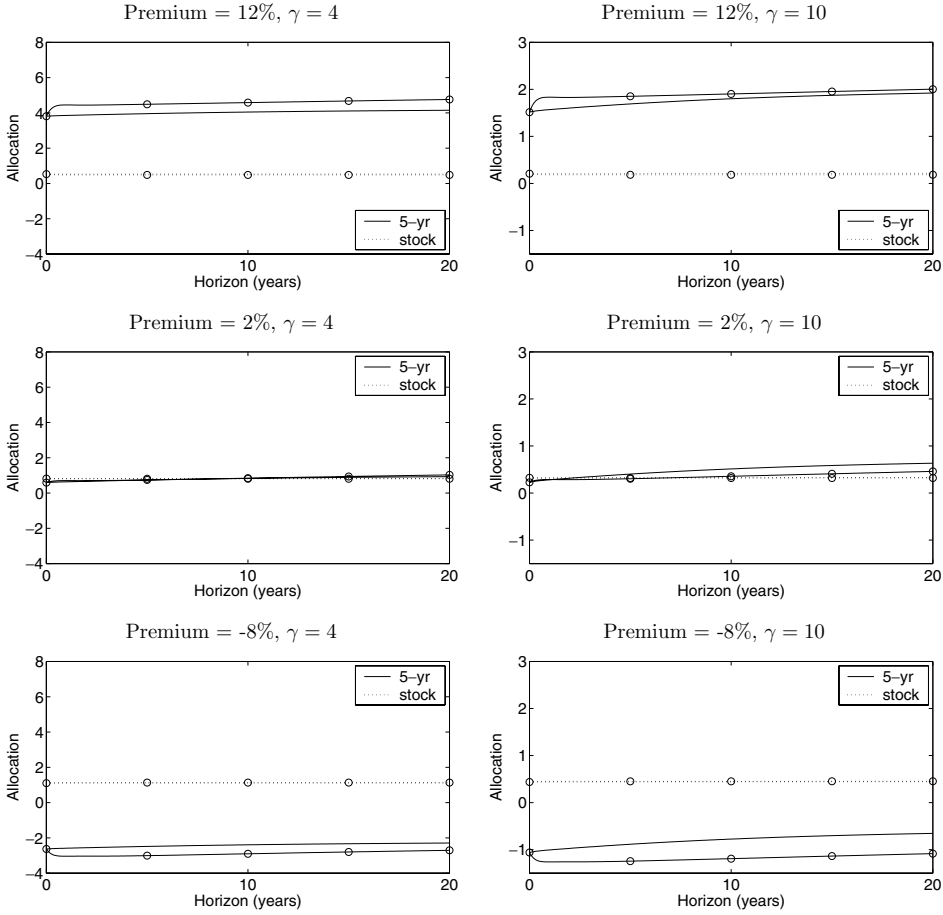 Premium = 12%, γ = 4
8
6
4
2
0
−2
−4
Allocation
5−yr
stock
0
10
20
Horizon (years)
Premium = 12%, γ = 10
3
2
1
0
−1
Allocation
5−yr
stock
0
10
20
Horizon (years)
Premium = 2%, γ = 4
8
6
4
2
0
−2
−4
Allocation
5−yr
stock
0
10
20
Horizon (years)
Premium = 2%, γ = 10
3
2
1
0
−1
Allocation
5−yr
stock
0
10
20
Horizon (years)
Premium = -8%, γ = 4
8
6
4
2
0
−2
−4
Allocation
5−yr
stock
0
10
20
Horizon (years)
Premium = -8%, γ = 10
3
2
1
0
−1
Allocation
5−yr
stock
0
10
20
Horizon (years)